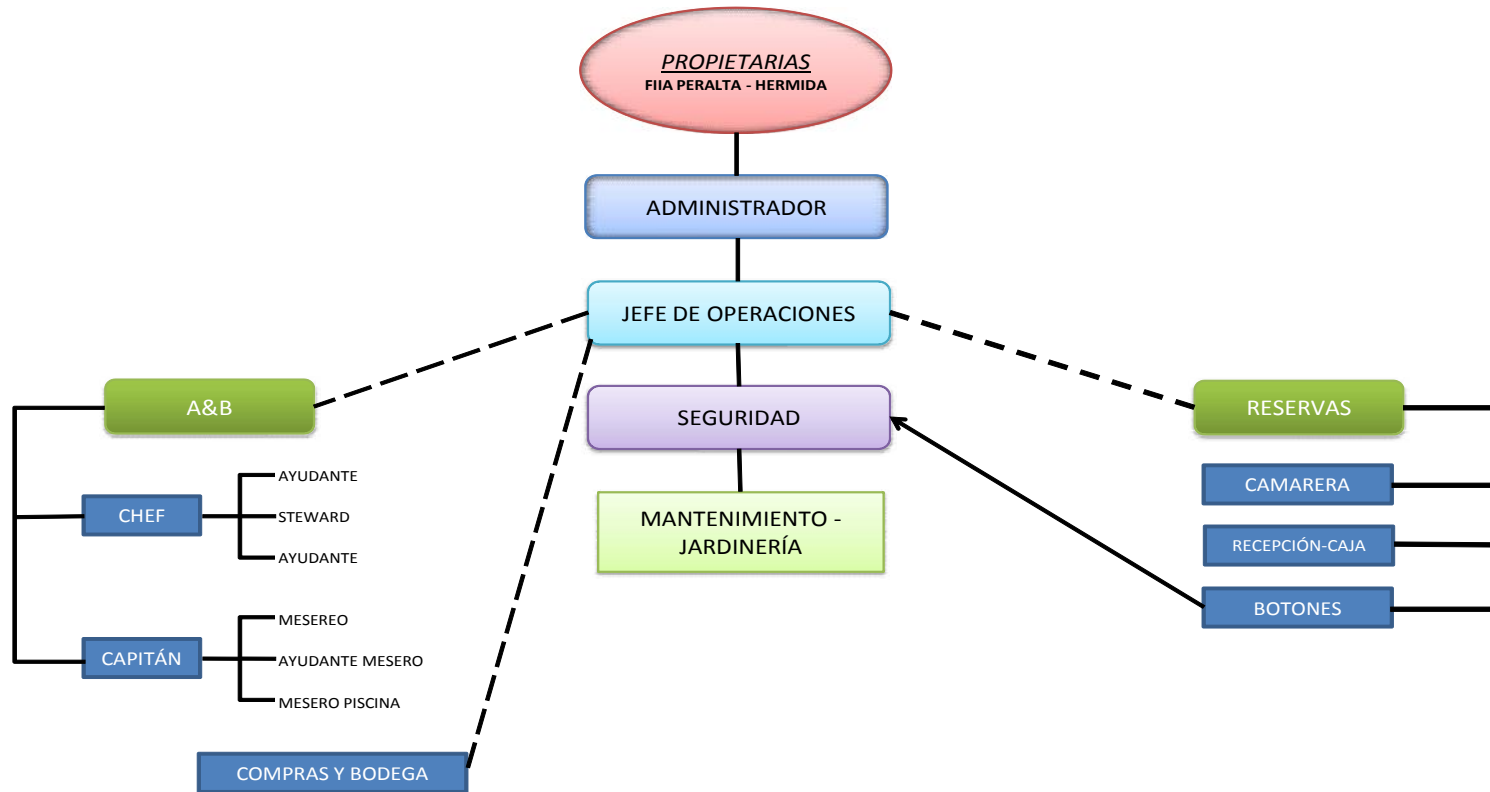 PROPIETARIAS
FIIA PERALTA - HERMIDA
ADMINISTRADOR
JEFE DE OPERACIONES
A&B
SEGURIDAD
RESERVAS
AYUDANTE
CHEF
STEWARD
AYUDANTE
MANTENIMIENTO -
JARDINERÍA
CAMARERA
RECEPCIÓN-CAJA
BOTONES
MESEREO
CAPITÁN
AYUDANTE MESERO
MESERO PISCINA
COMPRAS Y BODEGA